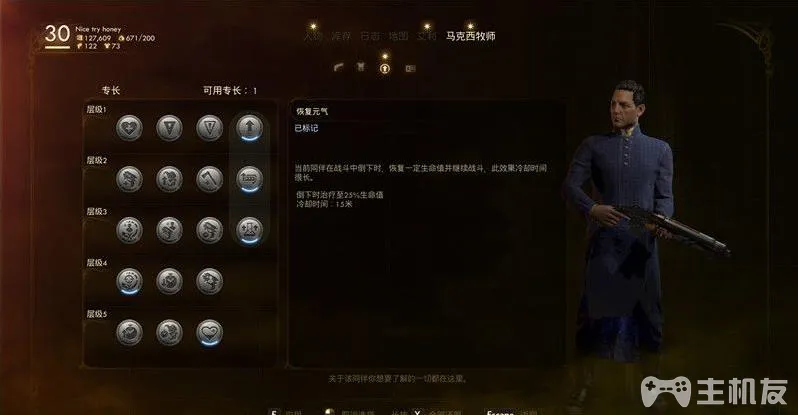 30
Nice try honey
127,609 671/200
122 73
库存 日志 地图 马克西牧师
专长 可用专长：1
层级1
层级2
层级3
层级4
层级5
恢复元气
已标记
当前同伴在战斗中倒下时，恢复一定生命值并继续战斗，此效果冷却时间
很长。
倒下时治疗至25%生命值
冷却时间：15米
关于该同伴你想要了解的一切都在这里。
主机友